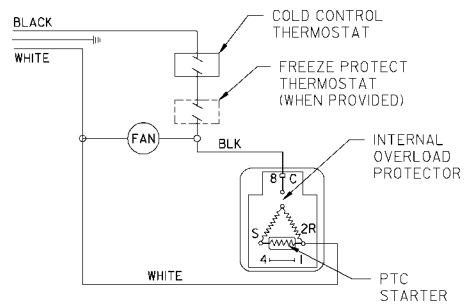 BLACK
WHITE
COLD CONTROL
THERMOSTAT
FREEZE PROTECT
THERMOSTAT
(WHEN PROVIDED)
FAN
BLK
INTERNAL
OVERLOAD
PROTECTOR
8 C
S 2R
4 1
WHITE
PTC
STARTER